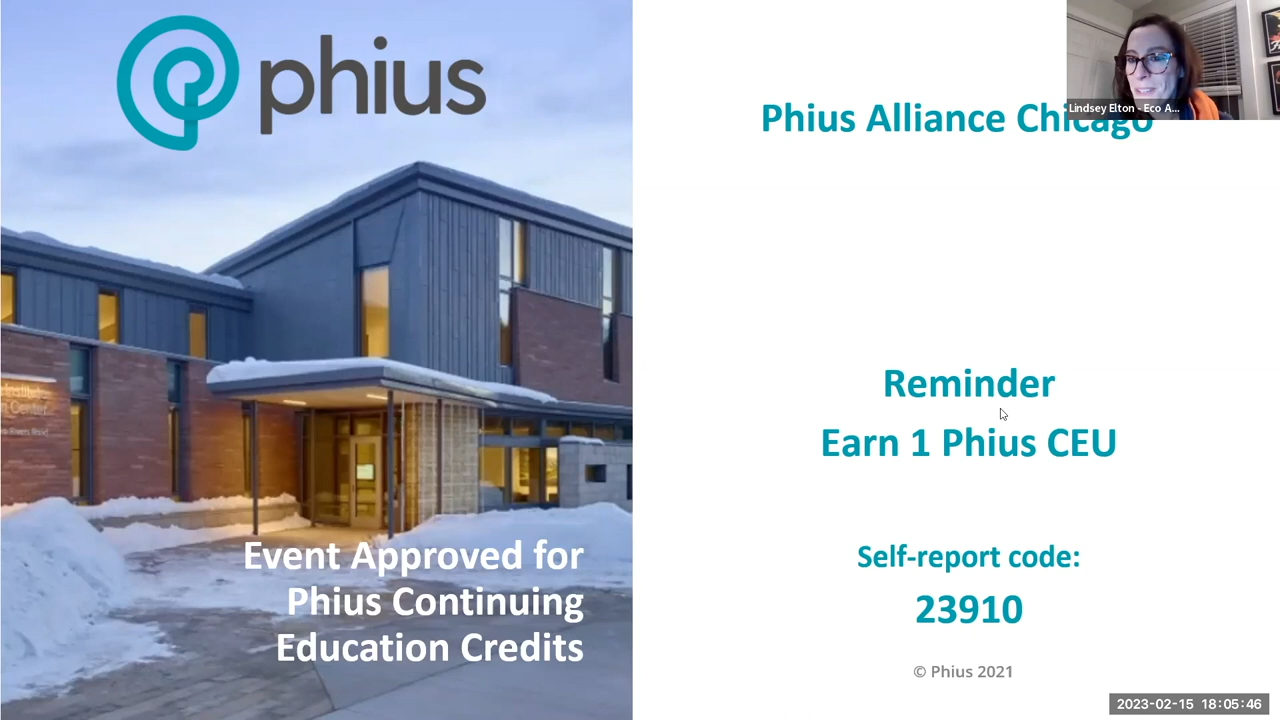 phius
Event Approved for
Phius Continuing
Education Credits
Phius Alliance Chicago
Lindsey Elton - Eco A...
Reminder
Earn 1 Phius CEU
Self-report code:
23910
© Phius 2021
2023-02-15 18:05:46